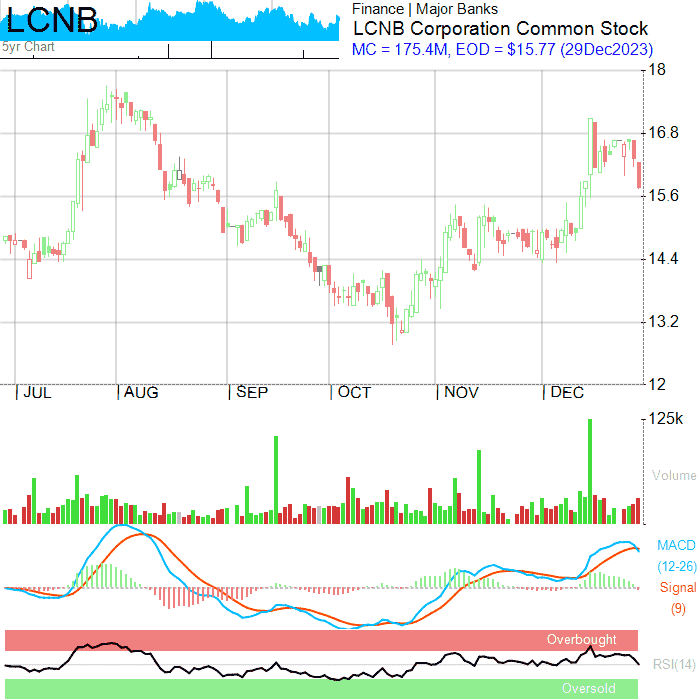 LCNB
5yr Chart
Finance | Major Banks
LCNB Corporation Common Stock
MC = 175.4M, EOD = $15.77 (29Dec2023)
18
16.8
15.6
14.4
13.2
12
JUL
AUG
SEP
OCT
NOV
DEC
125k
Volume
MACD
(12-26)
Signal
(9)
Overbought
RSI(14)
Oversold